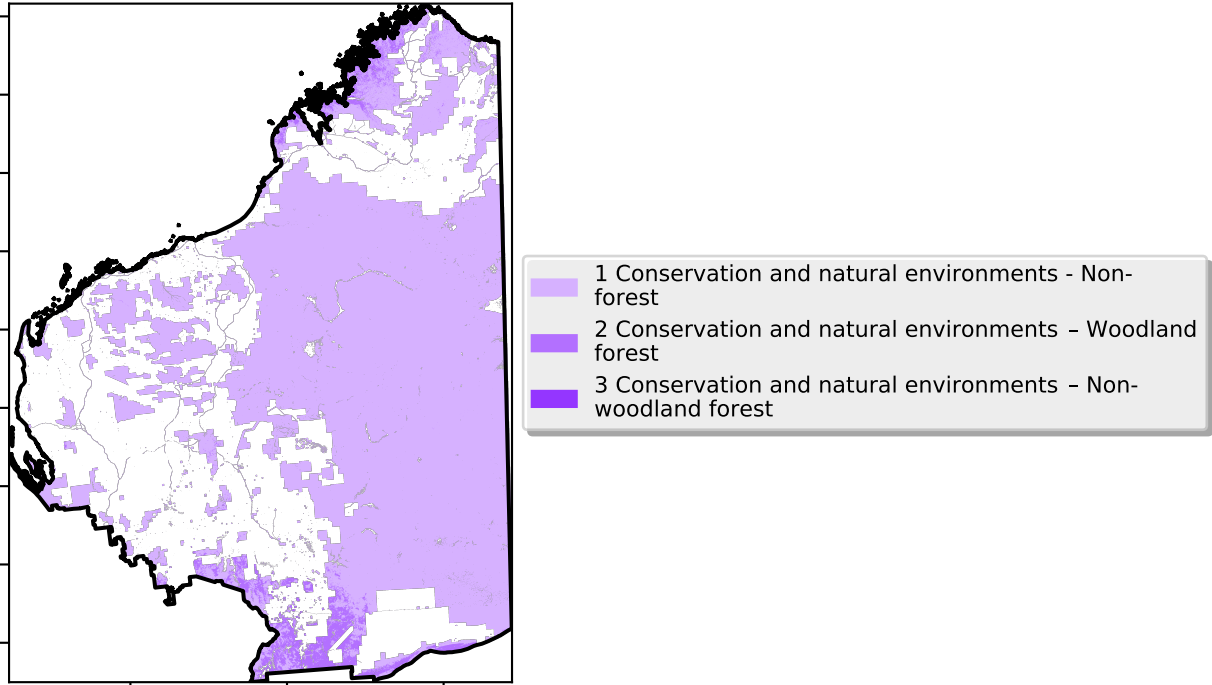 1 Conservation and natural environments - Non-
forest
2 Conservation and natural environments – Woodland
forest
3 Conservation and natural environments – Non-
woodland forest